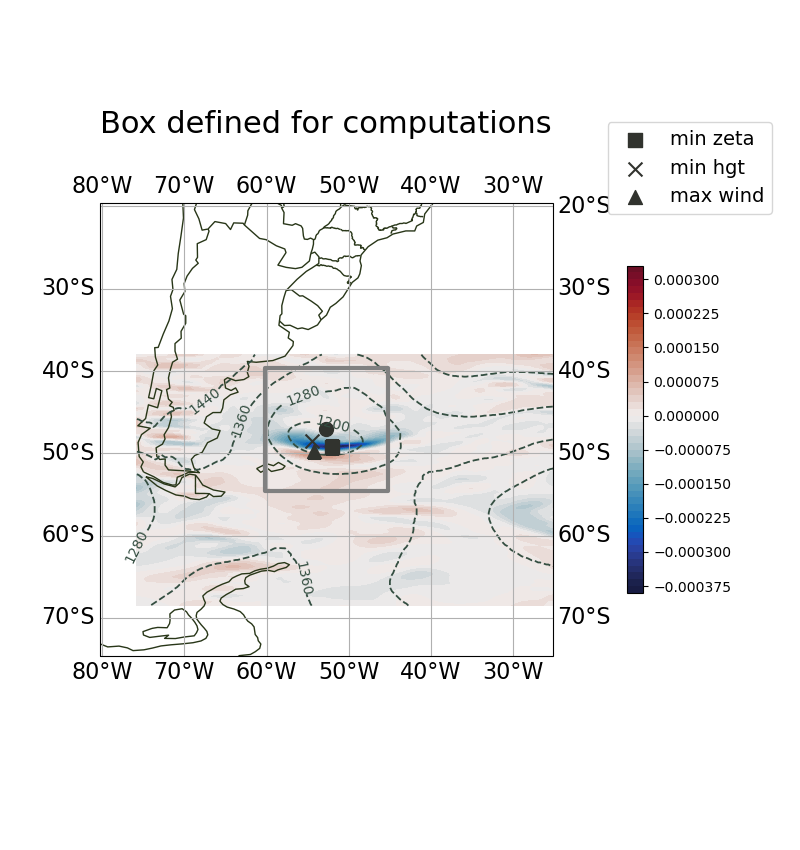 Box defined for computations
min zeta
min hgt
max wind
80°W 70°W 60°W 50°W 40°W 30°W
20°S
30°S 30°S
40°S 40°S
50°S 50°S
60°S 60°S
70°S 70°S
80°W 70°W 60°W 50°W 40°W 30°W
1440
1360
1280
1200
1280
1360
0.000300
0.000225
0.000150
0.000075
0.000000
−0.000075
−0.000150
−0.000225
−0.000300
−0.000375